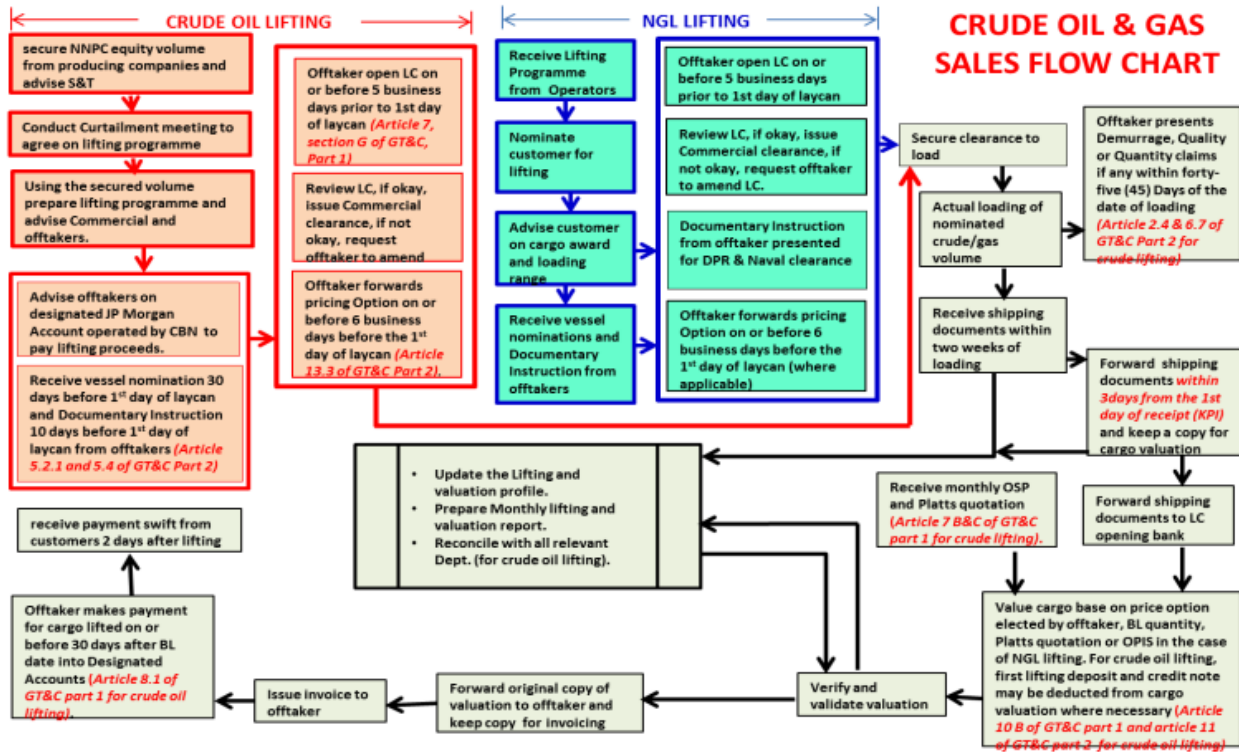 CRUDE OIL LIFTING
secure NNPC equity volume
from producing companies and
advise S&T
Conduct Curtailment meeting to
agree on lifting programme
Using the secured volume
prepare lifting programme and
advise Commercial and
offtakers.
Advise offtakers on
designated JP Morgan
Account operated by CBN to
pay lifting proceeds.
Receive vessel nomination 30
days before 1st day of laycan
and Documentary Instruction
10 days before 1st day of
laycan from offtakers (Article
5.2.1 and 5.4 of GT&C Part 2)
Offtaker open LC on
or before 5 business
days prior to 1st day
of laycan (Article 7,
section G of GT&C,
Part 1)
Review LC, if okay,
issue Commercial
clearance, if not
okay, request
offtaker to amend
Offtaker forwards
pricing Option on or
before 6 business
days before the 1st
day of laycan (Article
13.3 of GT&C Part 2).
NGL LIFTING
Receive Lifting
Programme
from Operators
Nominate
customer for
lifting
Advise customer
on cargo award
and loading
range
Receive vessel
nominations and
Documentary
Instruction from
offtakers
Offtaker open LC on
or before 5 business
days prior to 1st day
of laycan
Review LC, if okay, issue
Commercial clearance, if
not okay, request offtaker
to amend LC.
Documentary Instruction
from offtaker presented
for DPR & Naval clearance
Offtaker forwards pricing
Option on or before 6
business days before the
1st day of laycan (where
applicable)
CRUDE OIL & GAS
SALES FLOW CHART
Secure clearance to
load
Actual loading of
nominated
crude/gas
volume
Offtaker presents
Demurrage, Quality
or Quantity claims
if any within forty-
five (45) Days of the
date of loading
(Article 2.4 & 6.7 of
GT&C Part 2 for
crude lifting)
Receive shipping
documents within
two weeks of
loading
Forward shipping
documents within
3days from the 1st
day of receipt (KPI)
and keep a copy for
cargo valuation
Forward shipping
documents to LC
opening bank
Receive monthly OSP
and Platts quotation
(Article 7 B&C of GT&C
part 1 for crude lifting).
• Update the Lifting and
valuation profile.
• Prepare Monthly lifting and
valuation report.
• Reconcile with all relevant
Dept. (for crude oil lifting).
Value cargo base on price option
elected by offtaker, BL quantity,
Platts quotation or OPIS in the case
of NGL lifting. For crude oil lifting,
first lifting deposit and credit note
may be deducted from cargo
valuation where necessary (Article
10 B of GT&C part 1 and article 11
of GT&C part 2 for crude oil lifting)
Verify and
validate valuation
Forward original copy of
valuation to offtaker and
keep copy for invoicing
Issue invoice to
offtaker
Offtaker makes payment
for cargo lifted on or
before 30 days after BL
date into Designated
Accounts (Article 8.1 of
GT&C part 1 for crude oil
lifting).
receive payment swift from
customers 2 days after lifting